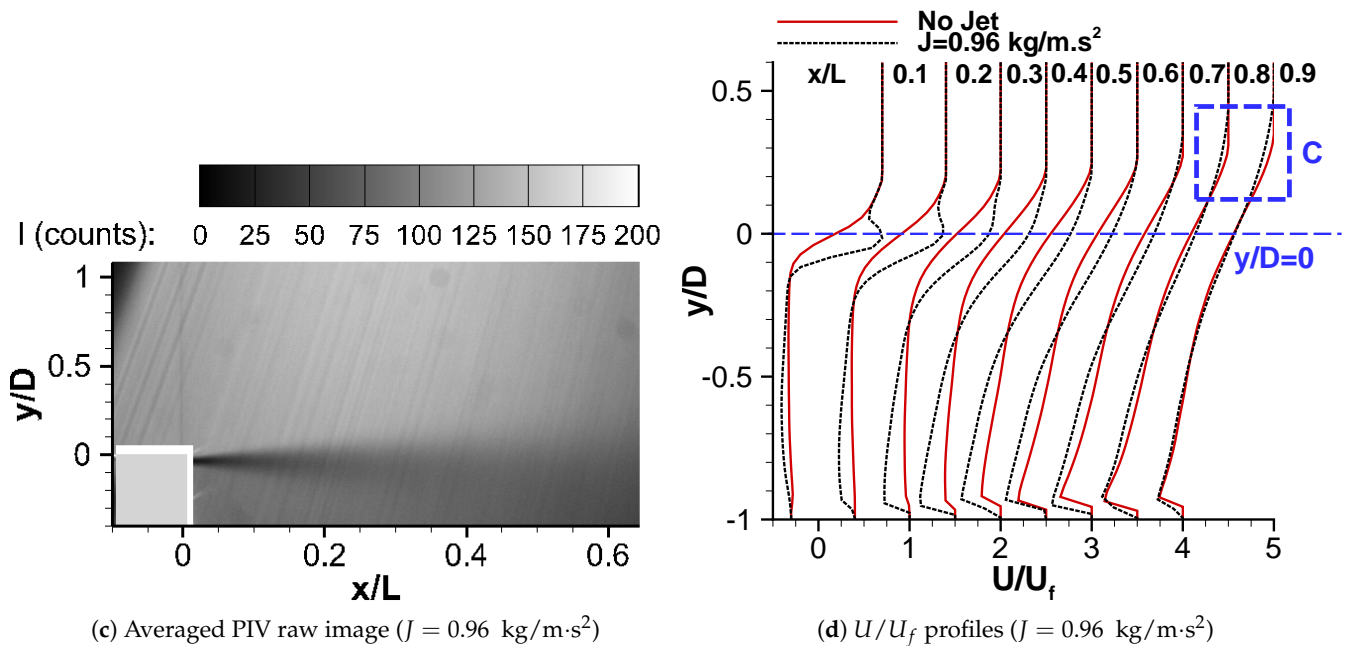 I (counts): 0 25 50 75 100 125 150 175 200
y/D
1
0.5
0
0 0.2 0.4 0.6
x/L
(c) Averaged PIV raw image (J = 0.96 kg/m·s²)
No Jet
J=0.96 kg/m.s²
x/L 0.1 0.2 0.3 0.4 0.5 0.6 0.7 0.8 0.9
0.5
C
0
y/D=0
y/D
-0.5
-1
0 1 2 3 4 5
U/U_f
(d) U/U_f profiles (J = 0.96 kg/m·s²)